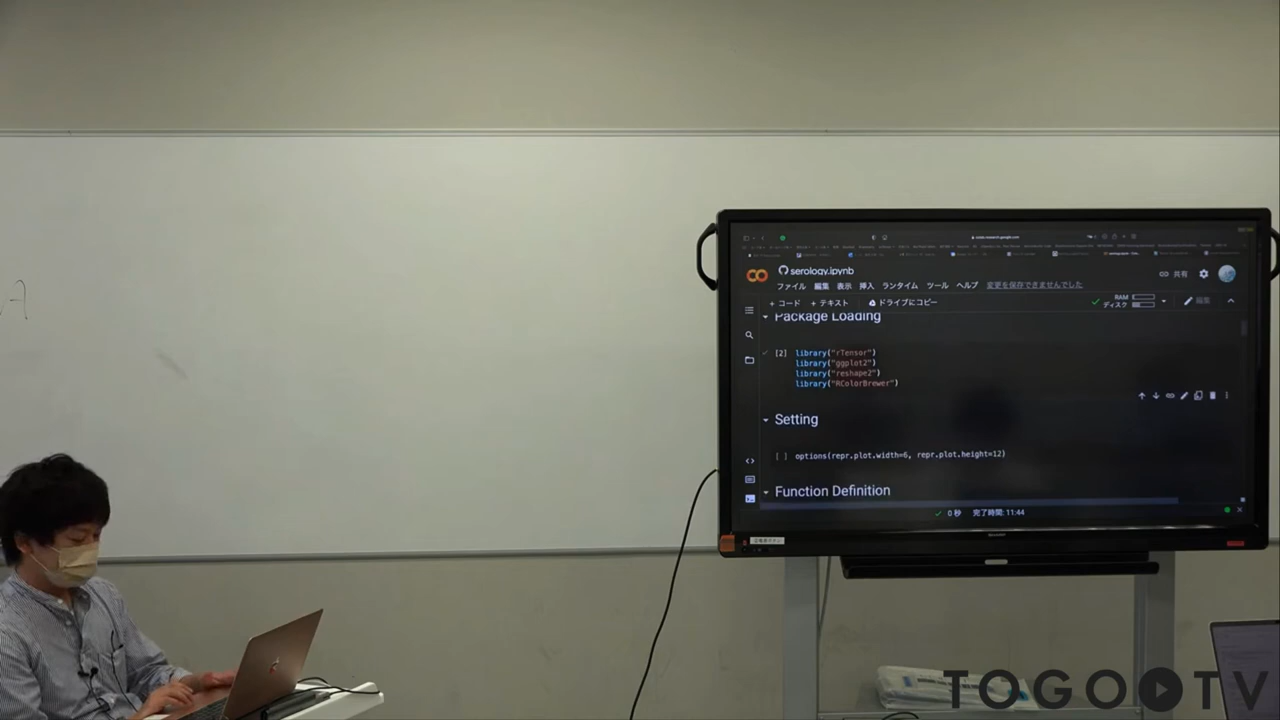 A
serology.ipynb
ファイル 編集 表示 挿入 ランタイム ツール ヘルプ 変更を保存できませんでした
共有
+ コード + テキスト ドライブにコピー
RAM
ディスク
編集
Package Loading
[2] library("rTensor")
library("ggplot2")
library("reshape2")
library("RColorBrewer")
Setting
[ ] options(repr.plot.width=6, repr.plot.height=12)
Function Definition
0 秒 完了時間: 11:44
TOGO TV